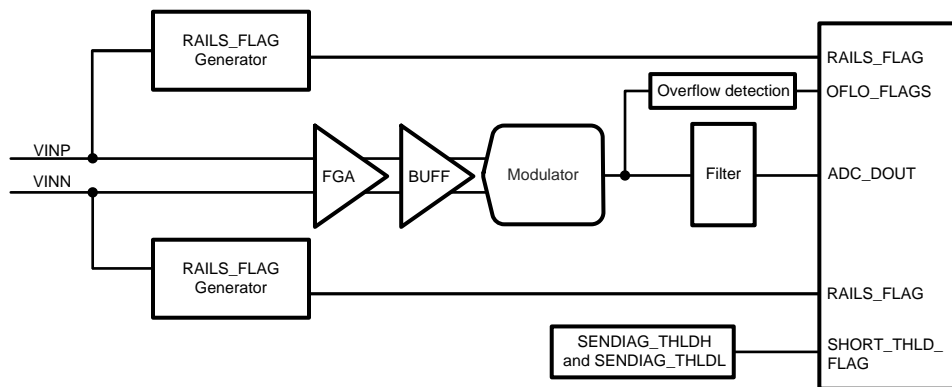 RAILS_FLAG
Generator
RAILS_FLAG
Overflow detection
OFLO_FLAGS
VINP
FGA
BUFF
Modulator
Filter
ADC_DOUT
VINN
RAILS_FLAG
Generator
RAILS_FLAG
SENDIAG_THLDH
and SENDIAG_THLDL
SHORT_THLD_
FLAG